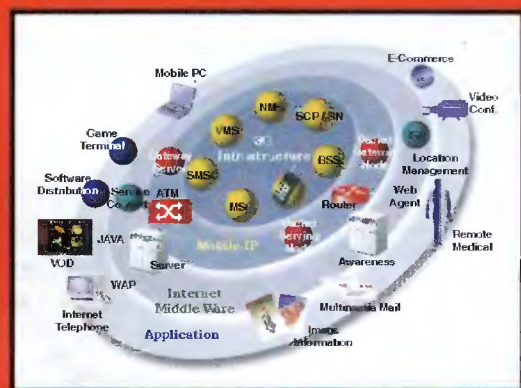 E-Commerce
Mobile PC
NMS
Video
Conf.
VMS
SCP / SN
Game
Terminal
3G
Infrastructure
Gateway
Location
Management
BSS
Software
Distribution
SMS
ATM
Web
Agent
MSC
Router
Remote
Medical
JAVA
VOD
Mobile-IP
Server
Awareness
WAP
Internet
Middle Ware
Internet
Telephone
Multimedia Mail
Application
Image
Information